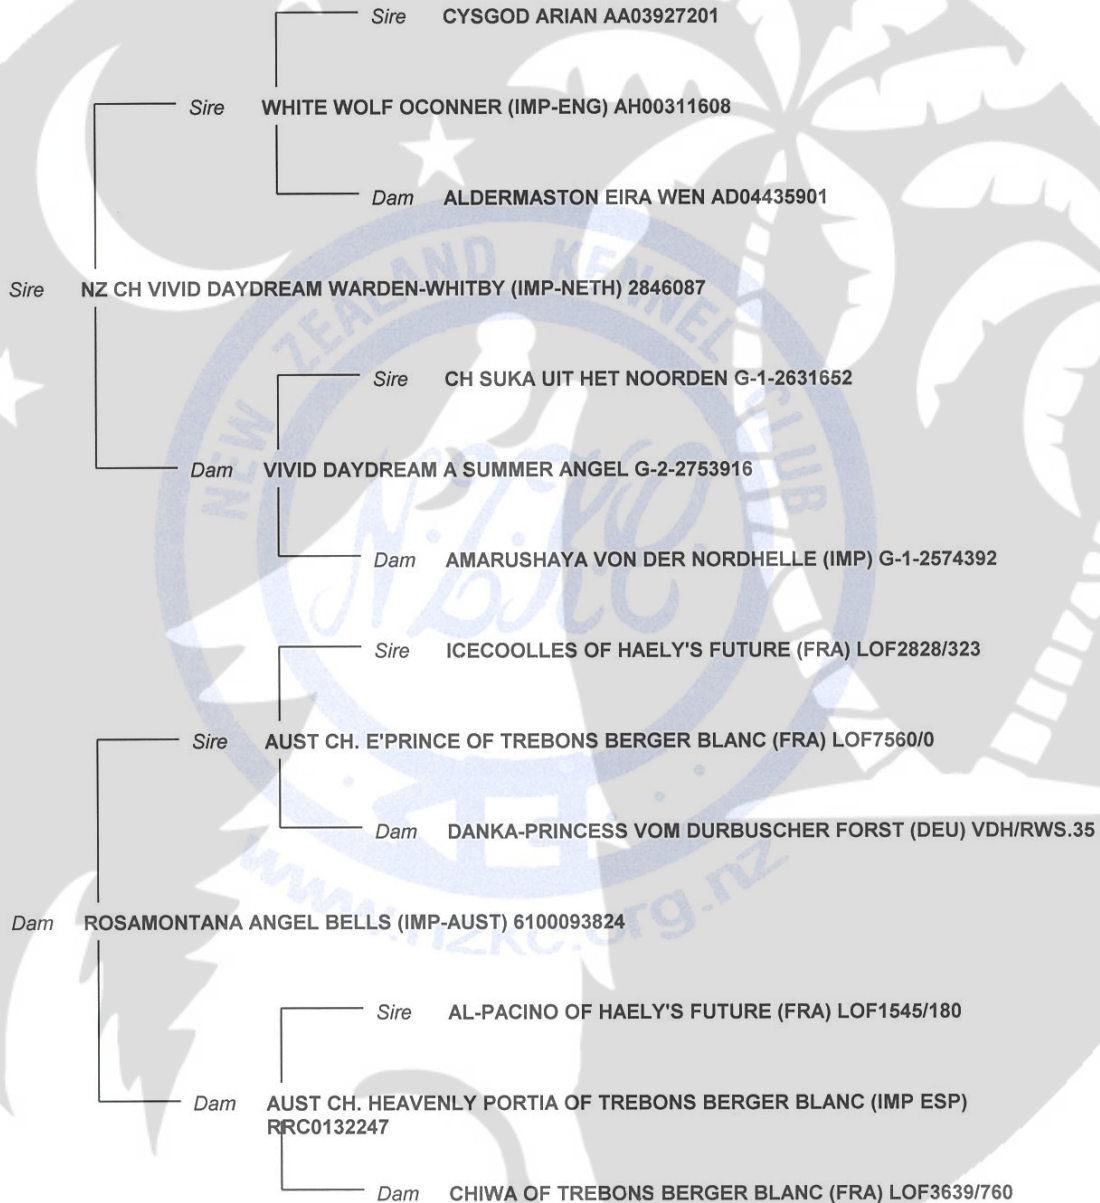 Sire CYSGOD ARIAN AA03927201
Sire WHITE WOLF OCONNER (IMP-ENG) AH00311608
Dam ALDERMASTON EIRA WEN AD04435901
Sire NZ CH VIVID DAYDREAM WARDEN-WHITBY (IMP-NETH) 2846087
Sire CH SUKA UIT HET NOORDEN G-1-2631652
Dam VIVID DAYDREAM A SUMMER ANGEL G-2-2753916
Dam AMARUSHAYA VON DER NORDHELLE (IMP) G-1-2574392
Sire ICECOOLLES OF HAELY'S FUTURE (FRA) LOF2828/323
Sire AUST CH. E'PRINCE OF TREBONS BERGER BLANC (FRA) LOF7560/0
Dam DANKA-PRINCESS VOM DURBUSCHER FORST (DEU) VDH/RWS.35
Dam ROSAMONTANA ANGEL BELLS (IMP-AUST) 6100093824
Sire AL-PACINO OF HAELY'S FUTURE (FRA) LOF1545/180
Dam AUST CH. HEAVENLY PORTIA OF TREBONS BERGER BLANC (IMP ESP)
RRC0132247
Dam CHIWA OF TREBONS BERGER BLANC (FRA) LOF3639/760
NEW ZEALAND KENNEL CLUB
N.Z.K.C.
www.nzkc.org.nz